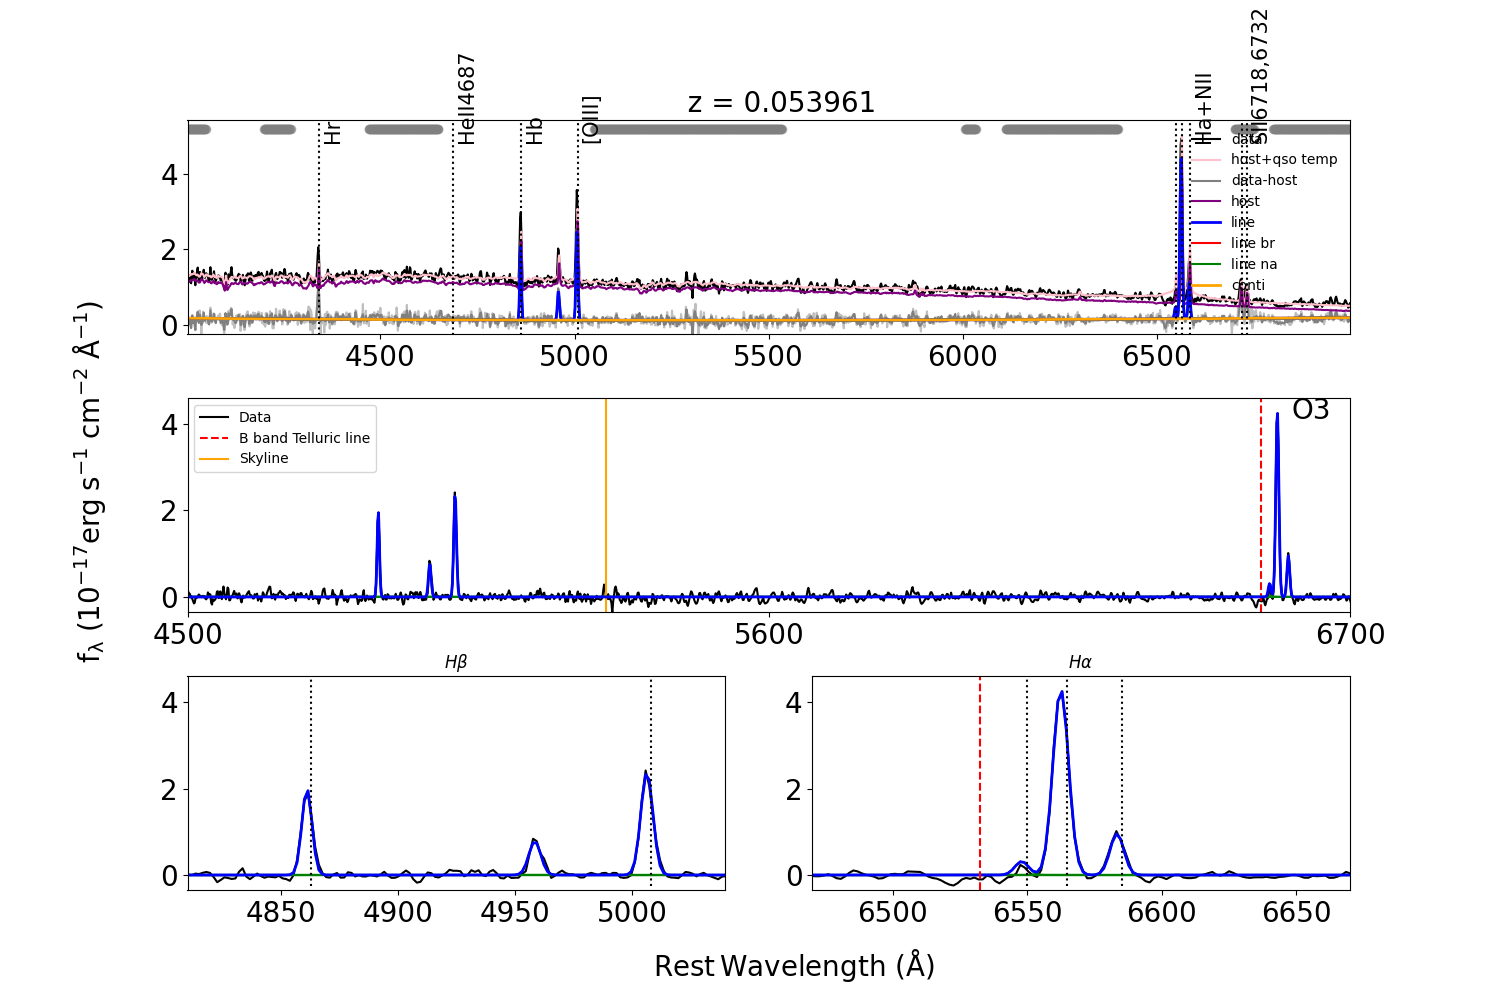 z = 0.053961
Hr
HeII4687
Hb
[OIII]
Ha+NII
SII6718,6732
data
host+qso temp
data-host
host
line
line br
line na
conti
4
2
0
4500 5000 5500 6000 6500
fλ (10⁻¹⁷erg s⁻¹ cm⁻² Å⁻¹)
Data
B band Telluric line
Skyline
O3
4
2
0
4500 5600 6700
Hβ
4
2
0
4850 4900 4950 5000
Hα
4
2
0
6500 6550 6600 6650
Rest Wavelength (Å)